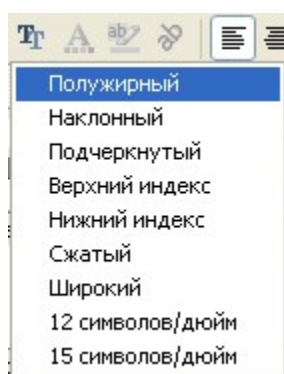 Полужирный
Наклонный
Подчеркнутый
Верхний индекс
Нижний индекс
Сжатый
Широкий
12 символов/дюйм
15 символов/дюйм